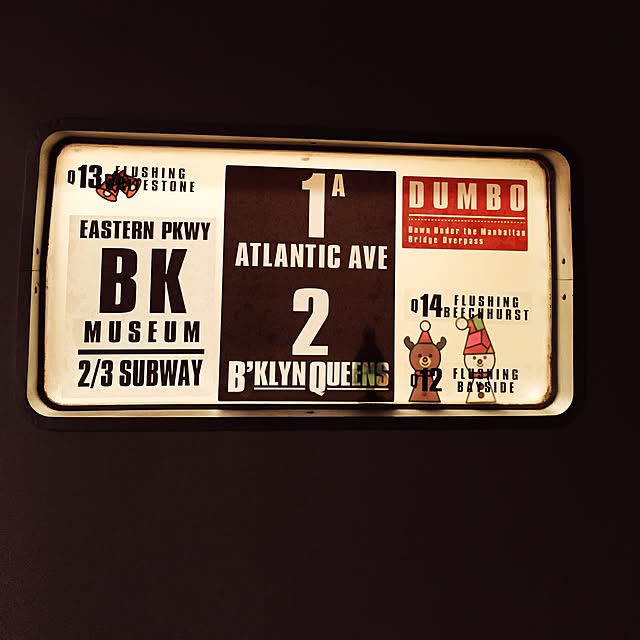 Q13 FLUSHING
EASTERN PKWY
BK
MUSEUM
2/3 SUBWAY
1A
ATLANTIC AVE
2
B'KLYN QUEENS
DUMBO
Down Under the Manhattan
Bridge Overpass
Q14 FLUSHING
BEECHHURST
Q12 FLUSHING
BAYSIDE